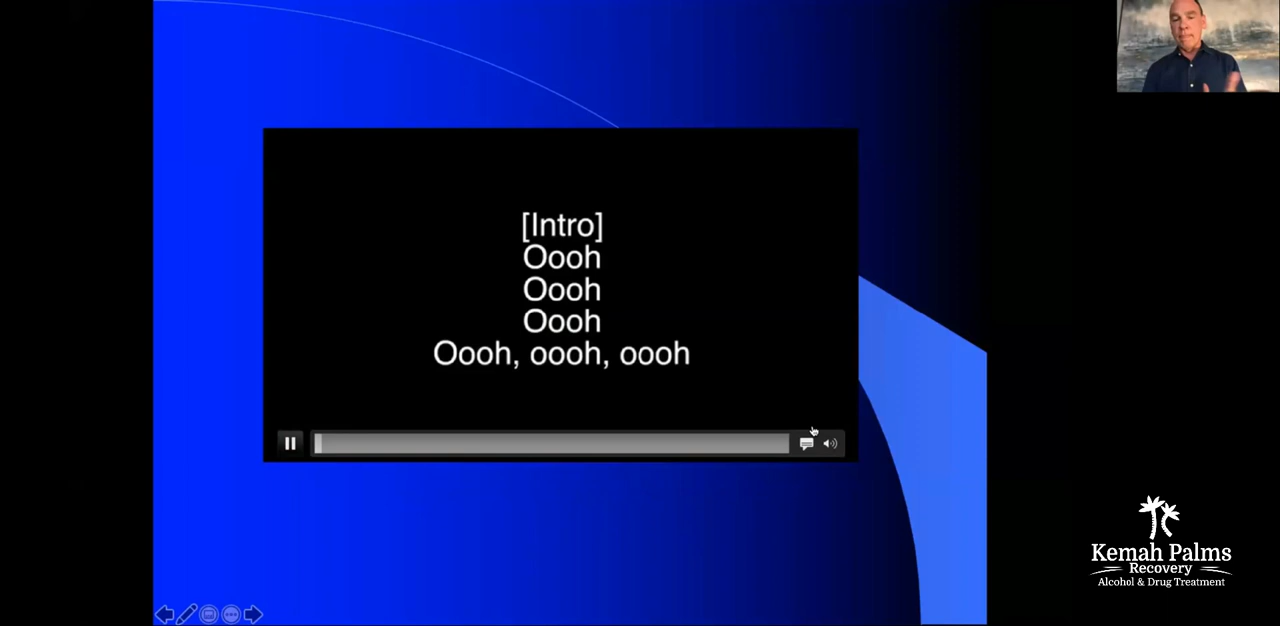 [Intro]
Oooh
Oooh
Oooh
Oooh, oooh, oooh
Kemah Palms
Recovery
Alcohol & Drug Treatment